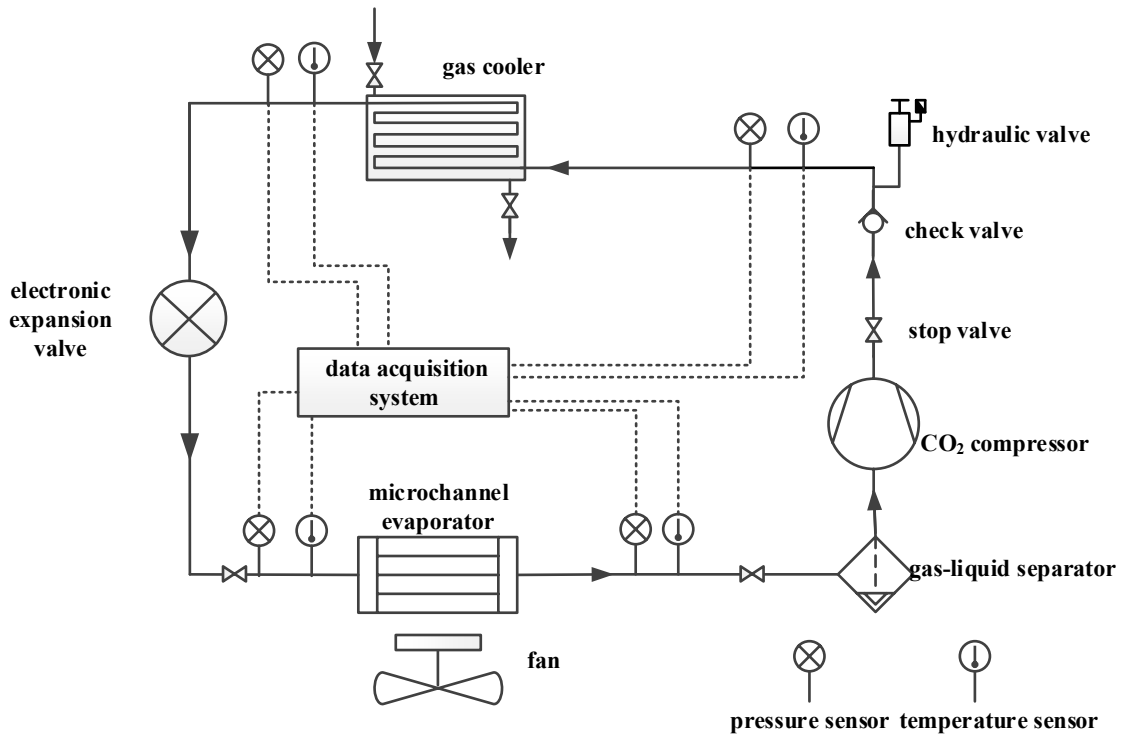 gas cooler
hydraulic valve
check valve
electronic
expansion
valve
stop valve
data acquisition
system
CO₂ compressor
microchannel
evaporator
gas-liquid separator
fan
pressure sensor
temperature sensor